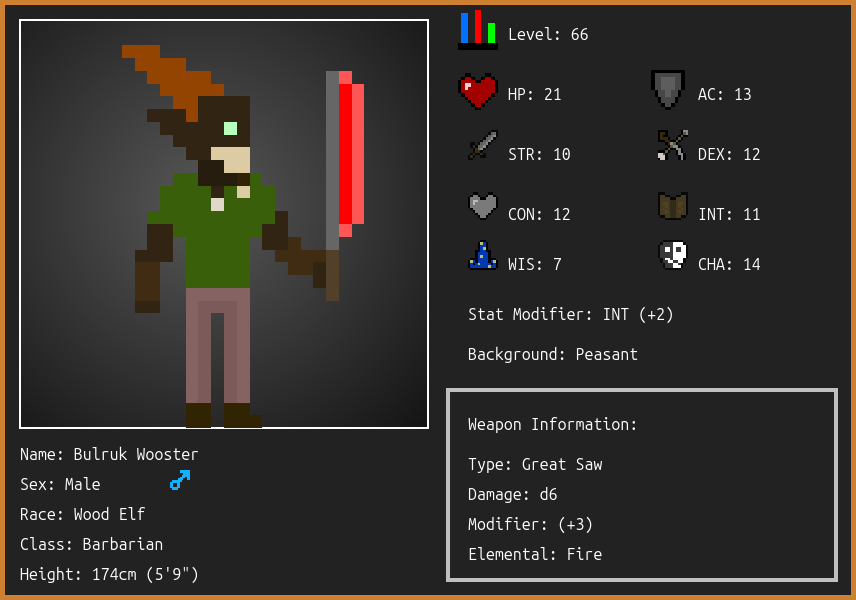 Level: 66
HP: 21
AC: 13
STR: 10
DEX: 12
CON: 12
INT: 11
WIS: 7
CHA: 14
Stat Modifier: INT (+2)
Background: Peasant
Weapon Information:
Type: Great Saw
Damage: d6
Modifier: (+3)
Elemental: Fire
Name: Bulruk Wooster
Sex: Male
Race: Wood Elf
Class: Barbarian
Height: 174cm (5'9")